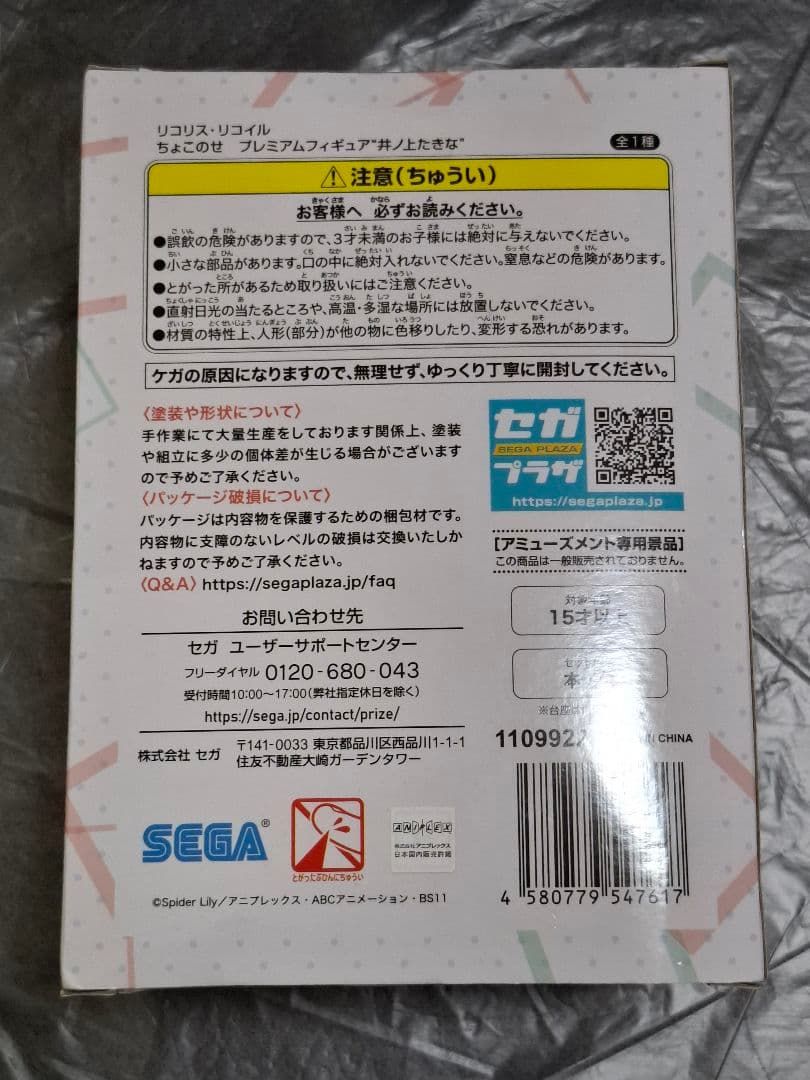 リコリス・リコイル
ちょこのせ プレミアムフィギュア"井ノ上たきな"
全1種
⚠注意(ちゅうい)
お客様へ 必ずお読みください。
●誤飲の危険がありますので、3才未満のお子様には絶対に与えないでください。
●小さな部品があります。口の中に絶対入れないでください。窒息などの危険があります。
●とがった所があるため取り扱いにはご注意ください。
●直射日光の当たるところや、高温・多湿な場所には放置しないでください。
●材質の特性上、人形(部分)が他の物に色移りしたり、変形する恐れがあります。
ケガの原因になりますので、無理せず、ゆっくり丁寧に開封してください。
〈塗装や形状について〉
手作業にて大量生産をしております関係上、塗装
や組立に多少の個体差が生じる場合がございます
ので予めご了承ください。
〈パッケージ破損について〉
パッケージは内容物を保護するための梱包材です。
内容物に支障のないレベルの破損は交換いたしか
ねますので予めご了承ください。
〈Q&A〉https://segaplaza.jp/faq
お問い合わせ先
セガ ユーザーサポートセンター
フリーダイヤル 0120-680-043
受付時間10:00~17:00(弊社指定休日を除く)
https://sega.jp/contact/prize/
株式会社 セガ
〒141-0033 東京都品川区西品川1-1-1
住友不動産大崎ガーデンタワー
セガ
SEGA PLAZA
プラザ
https://segaplaza.jp
[アミューズメント専用景品]
この商品は一般販売されておりません。
対象年齢
15才以上
※台座は
110992
IN CHINA
SEGA®
とがったぶひんにちゅうい
ANIPLEX
株式会社アニプレックス
日本国内販売許諾
4 580779 547617
©Spider Lily/アニプレックス・ABCアニメーション・BS11